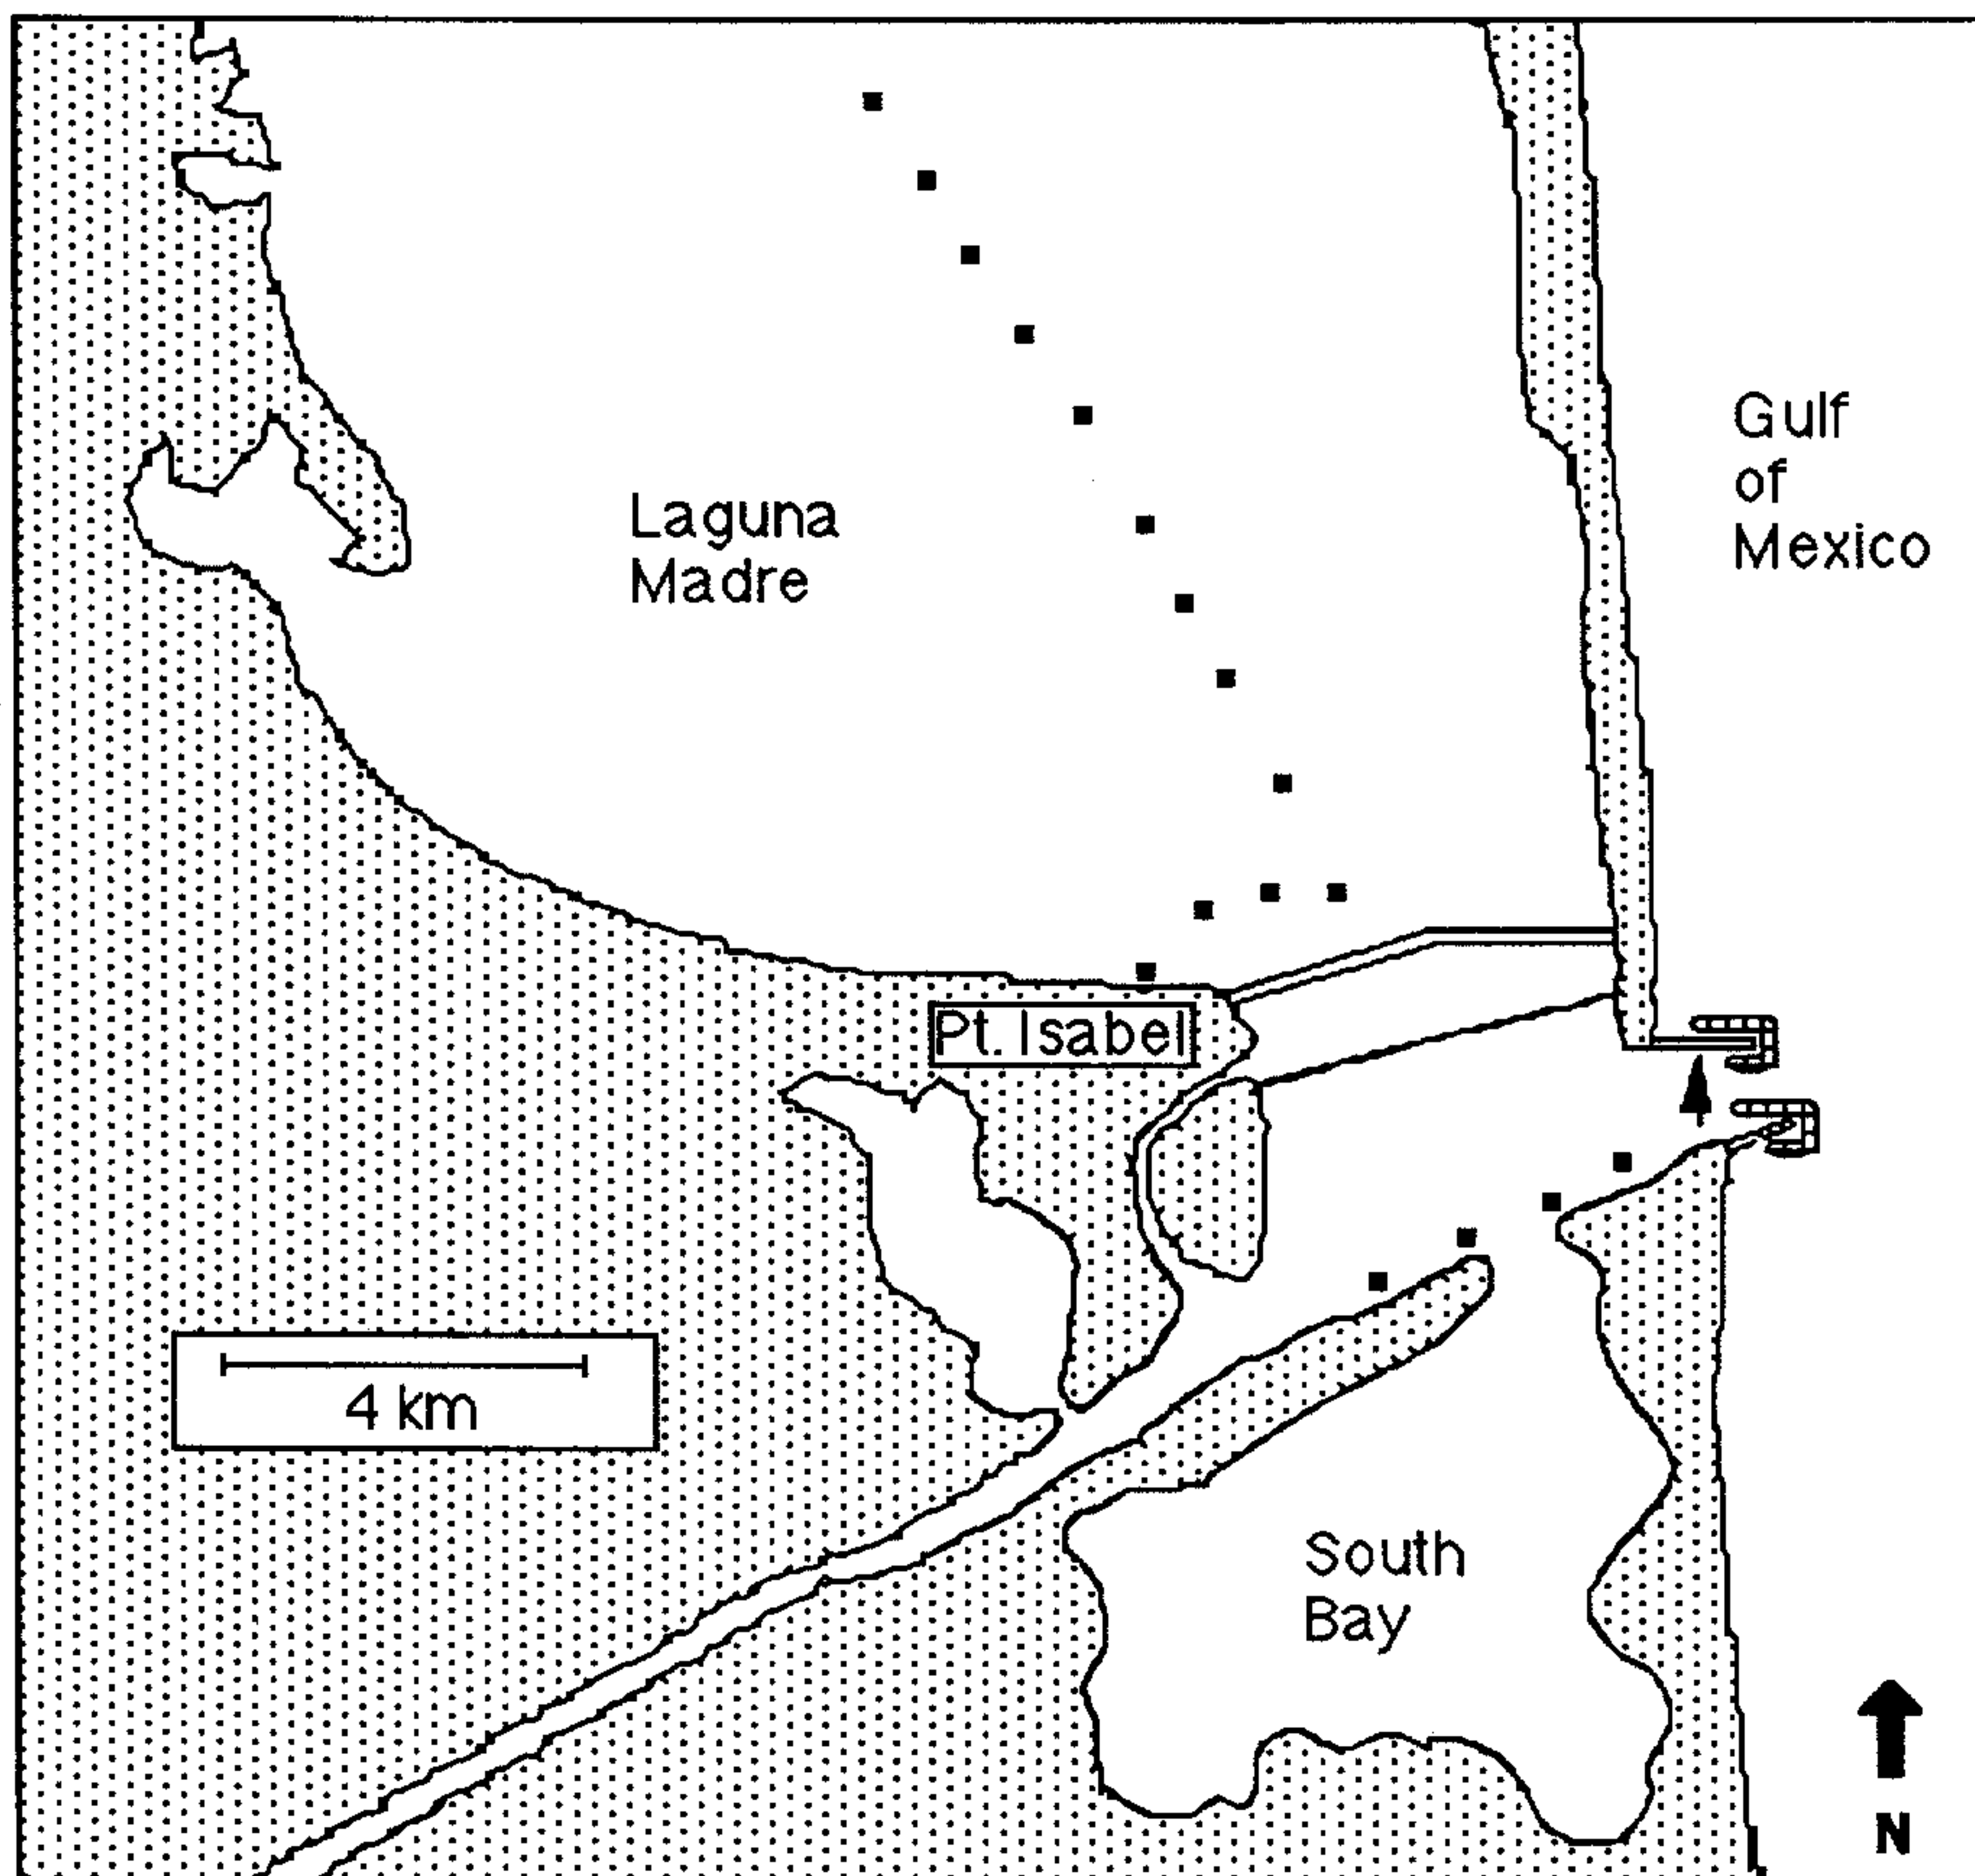 Gulf
of
Mexico
Laguna
Madre
Pt. Isabel
4 km
South
Bay
N